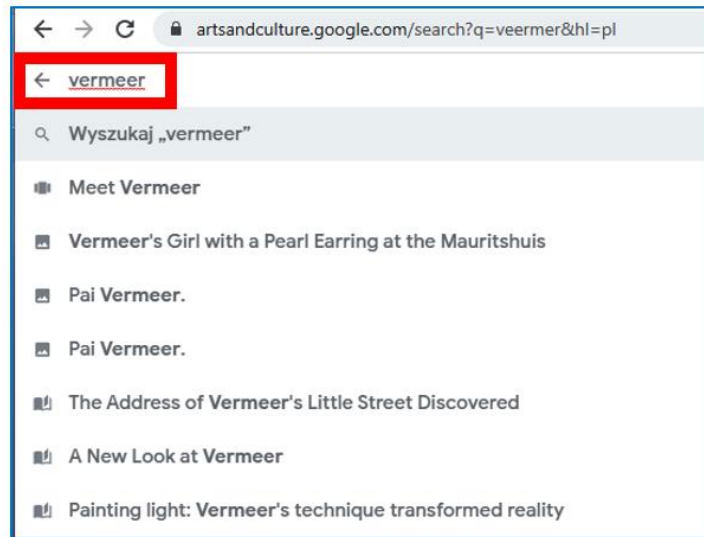 artsandculture.google.com/search?q=veermer&hl=pl
vermeer
Wyszukaj „vermeer”
Meet Vermeer
Vermeer's Girl with a Pearl Earring at the Mauritshuis
Pai Vermeer.
Pai Vermeer.
The Address of Vermeer's Little Street Discovered
A New Look at Vermeer
Painting light: Vermeer's technique transformed reality